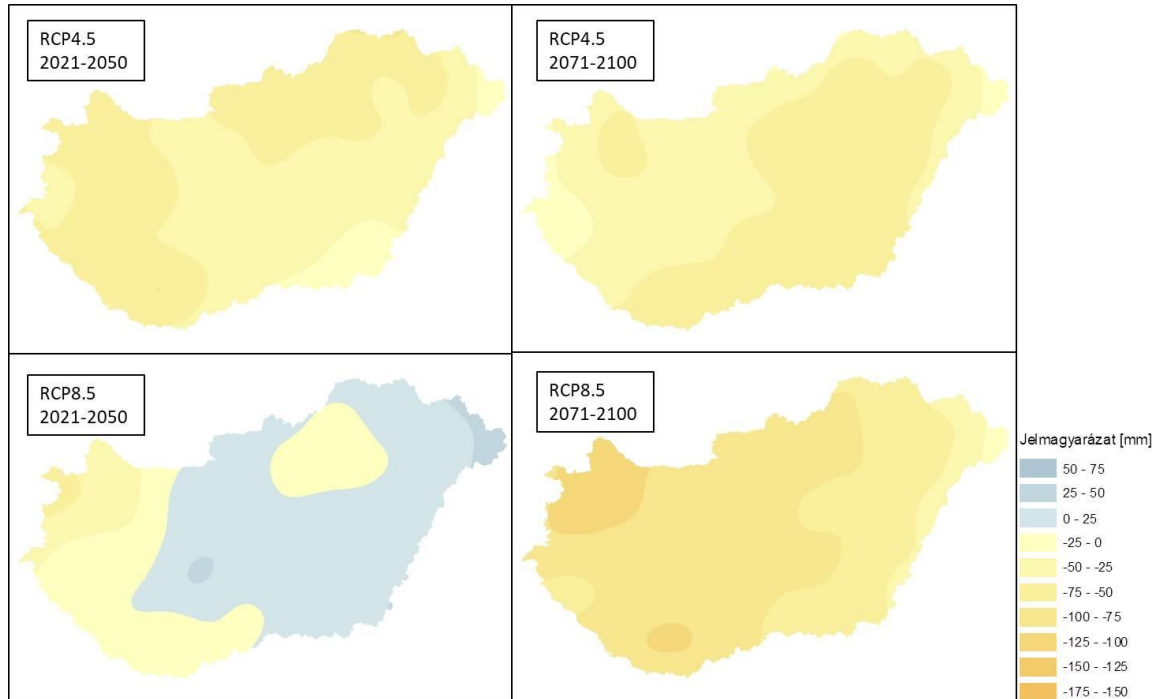 RCP4.5
2021-2050
RCP4.5
2071-2100
RCP8.5
2021-2050
RCP8.5
2071-2100
Jelmagyarázat [mm]
50 - 75
25 - 50
0 - 25
-25 - 0
-50 - -25
-75 - -50
-100 - -75
-125 - -100
-150 - -125
-175 - -150